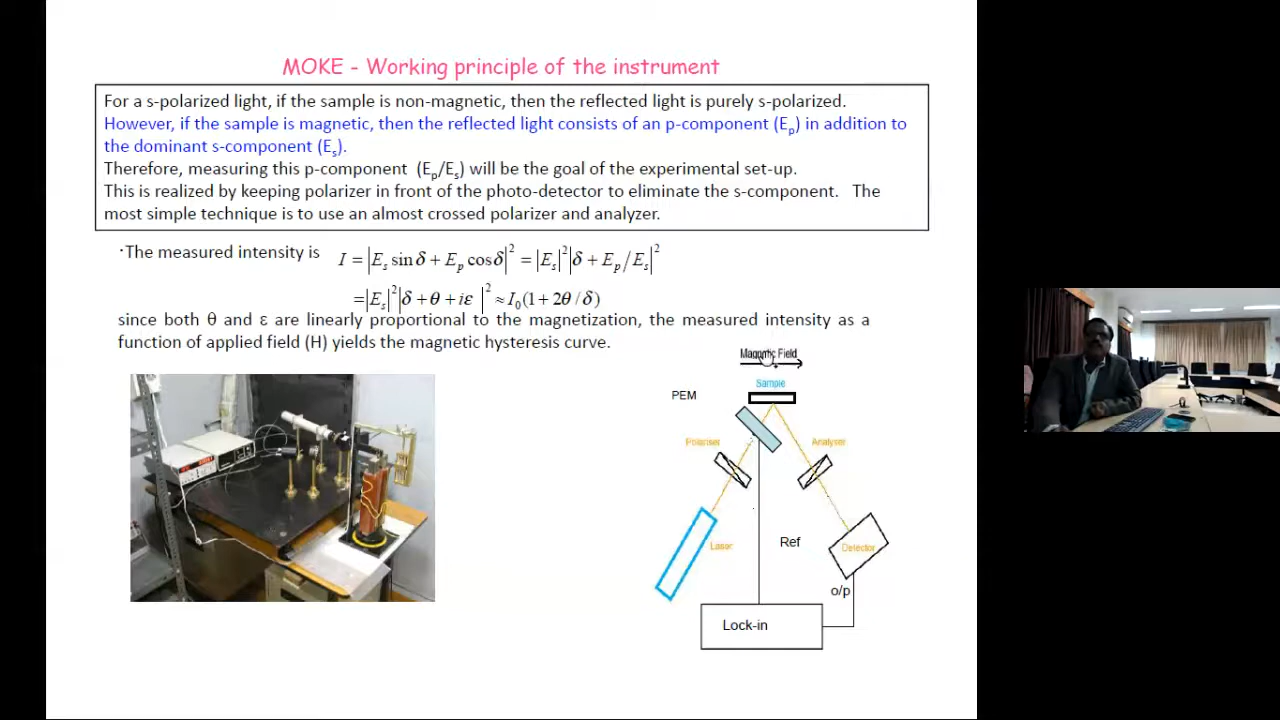 MOKE - Working principle of the instrument
For a s-polarized light, if the sample is non-magnetic, then the reflected light is purely s-polarized.
However, if the sample is magnetic, then the reflected light consists of an p-component (Eₚ) in addition to
the dominant s-component (Eₛ).
Therefore, measuring this p-component (Eₚ/Eₛ) will be the goal of the experimental set-up.
This is realized by keeping polarizer in front of the photo-detector to eliminate the s-component. The
most simple technique is to use an almost crossed polarizer and analyzer.
·The measured intensity is I = |Eₛ sin δ + Eₚ cos δ|² = |Eₛ|² |δ + Eₚ/Eₛ|²
= |Eₛ|² |δ + θ + iε |² ≈ I₀(1 + 2θ / δ)
since both θ and ε are linearly proportional to the magnetization, the measured intensity as a
function of applied field (H) yields the magnetic hysteresis curve.
Magnetic Field
Sample
PEM
Polariser
Analyser
Laser
Ref
Detector
o/p
Lock-in